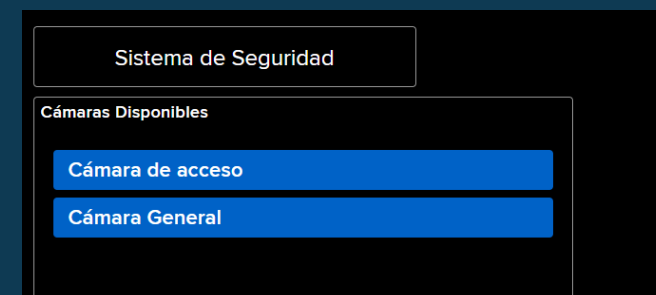 Sistema de Seguridad
Cámaras Disponibles
Cámara de acceso
Cámara General